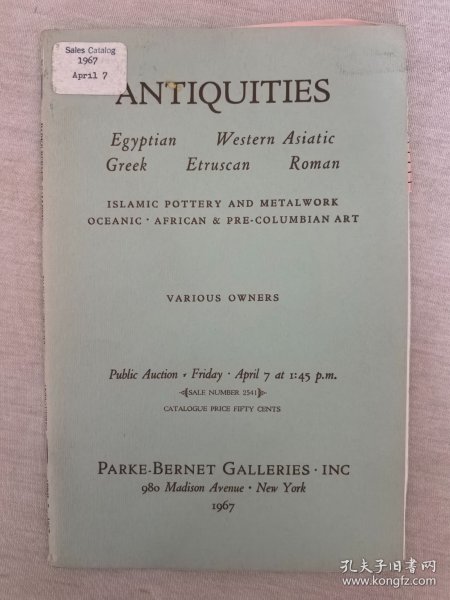 Sales Catalog
1967
April 7
ANTIQUITIES
Egyptian Western Asiatic
Greek Etruscan Roman
ISLAMIC POTTERY AND METALWORK
OCEANIC · AFRICAN & PRE-COLUMBIAN ART
VARIOUS OWNERS
Public Auction · Friday · April 7 at 1:45 p.m.
[SALE NUMBER 2541]
CATALOGUE PRICE FIFTY CENTS
PARKE-BERNET GALLERIES · INC
980 Madison Avenue · New York
1967
孔夫子旧书网
www.kongfz.com